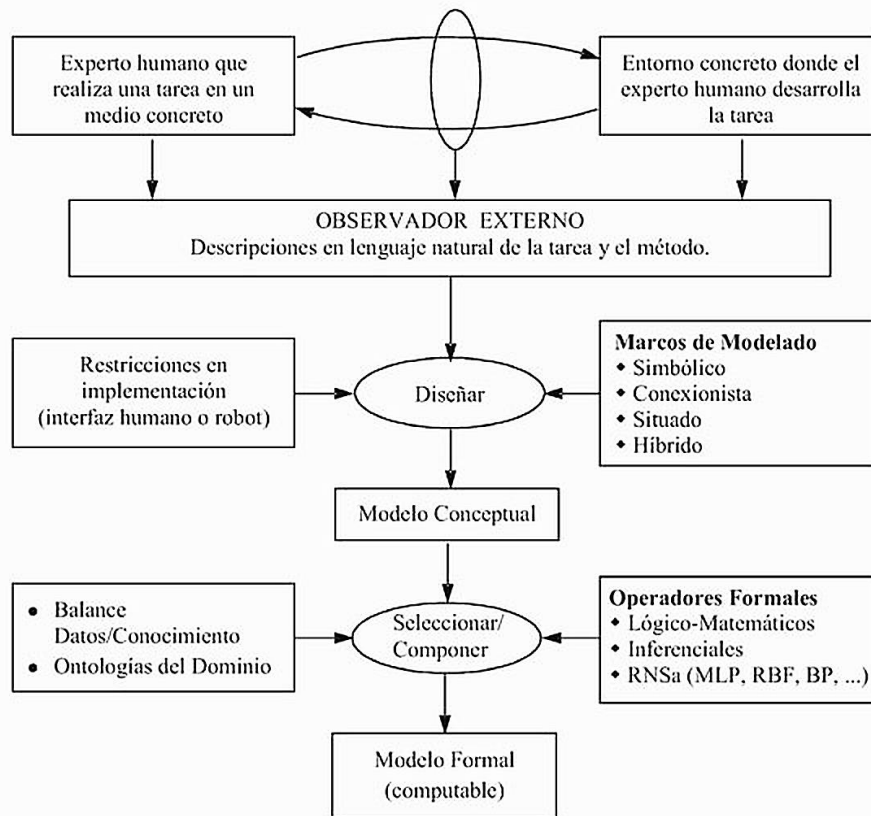 Experto humano que
realiza una tarea en un
medio concreto
Entorno concreto donde el
experto humano desarrolla
la tarea
OBSERVADOR EXTERNO
Descripciones en lenguaje natural de la tarea y el método.
Restricciones en
implementación
(interfaz humano o robot)
Diseñar
Marcos de Modelado
◆ Simbólico
◆ Conexionista
◆ Situado
◆ Híbrido
Modelo Conceptual
● Balance
Datos/Conocimiento
● Ontologías del Dominio
Seleccionar/
Componer
Operadores Formales
◆ Lógico-Matemáticos
◆ Inferenciales
◆ RNSa (MLP, RBF, BP, ...)
Modelo Formal
(computable)